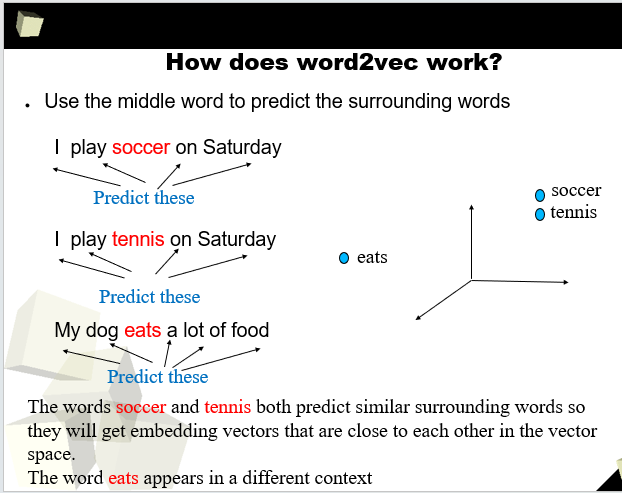 How does word2vec work?
• Use the middle word to predict the surrounding words
I play soccer on Saturday
Predict these
soccer
tennis
I play tennis on Saturday
eats
Predict these
My dog eats a lot of food
Predict these
The words soccer and tennis both predict similar surrounding words so
they will get embedding vectors that are close to each other in the vector
space.
The word eats appears in a different context